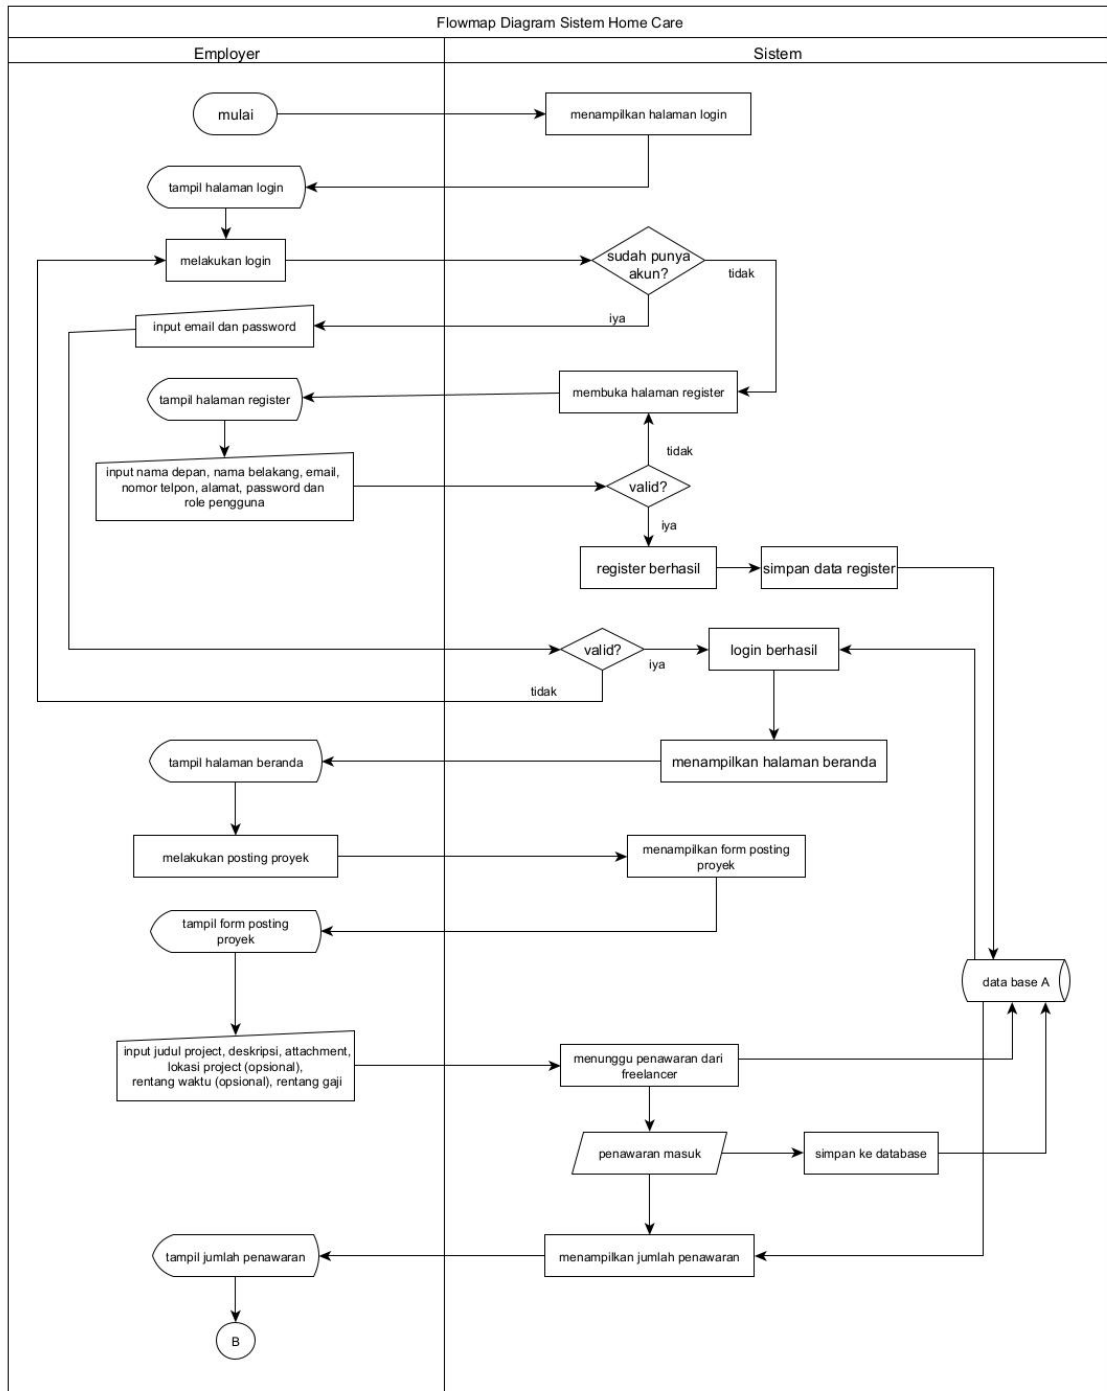 Flowmap Diagram Sistem Home Care
Employer
Sistem
mulai
menampilkan halaman login
tampil halaman login
melakukan login
sudah punya
akun?
tidak
iya
input email dan password
membuka halaman register
tampil halaman register
tidak
input nama depan, nama belakang, email,
nomor telpon, alamat, password dan
role pengguna
valid?
iya
register berhasil
simpan data register
valid?
iya
login berhasil
tidak
tampil halaman beranda
menampilkan halaman beranda
melakukan posting proyek
menampilkan form posting
proyek
tampil form posting
proyek
data base A
input judul project, deskripsi, attachment,
lokasi project (opsional),
rentang waktu (opsional), rentang gaji
menunggu penawaran dari
freelancer
penawaran masuk
simpan ke database
tampil jumlah penawaran
menampilkan jumlah penawaran
B